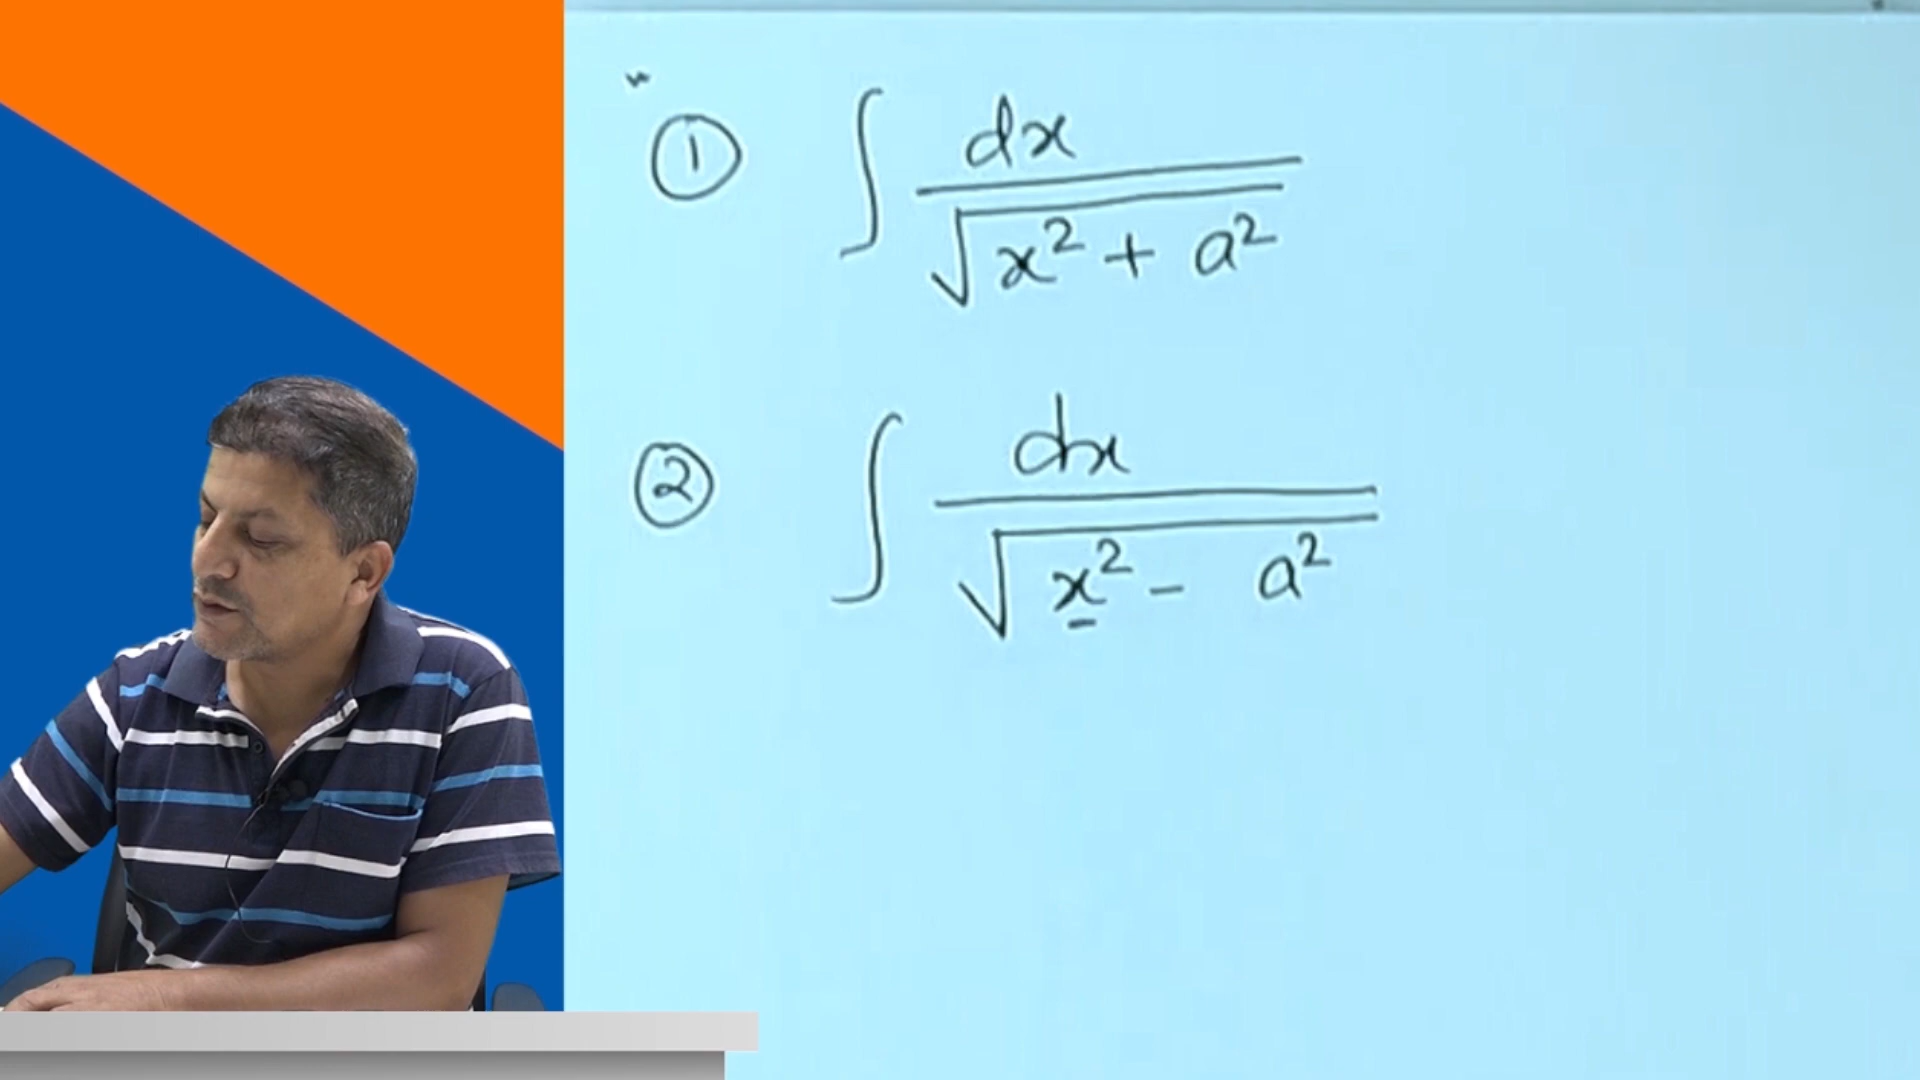 ① ∫ dx / √(x² + a²)
② ∫ dx / √(x² - a²)